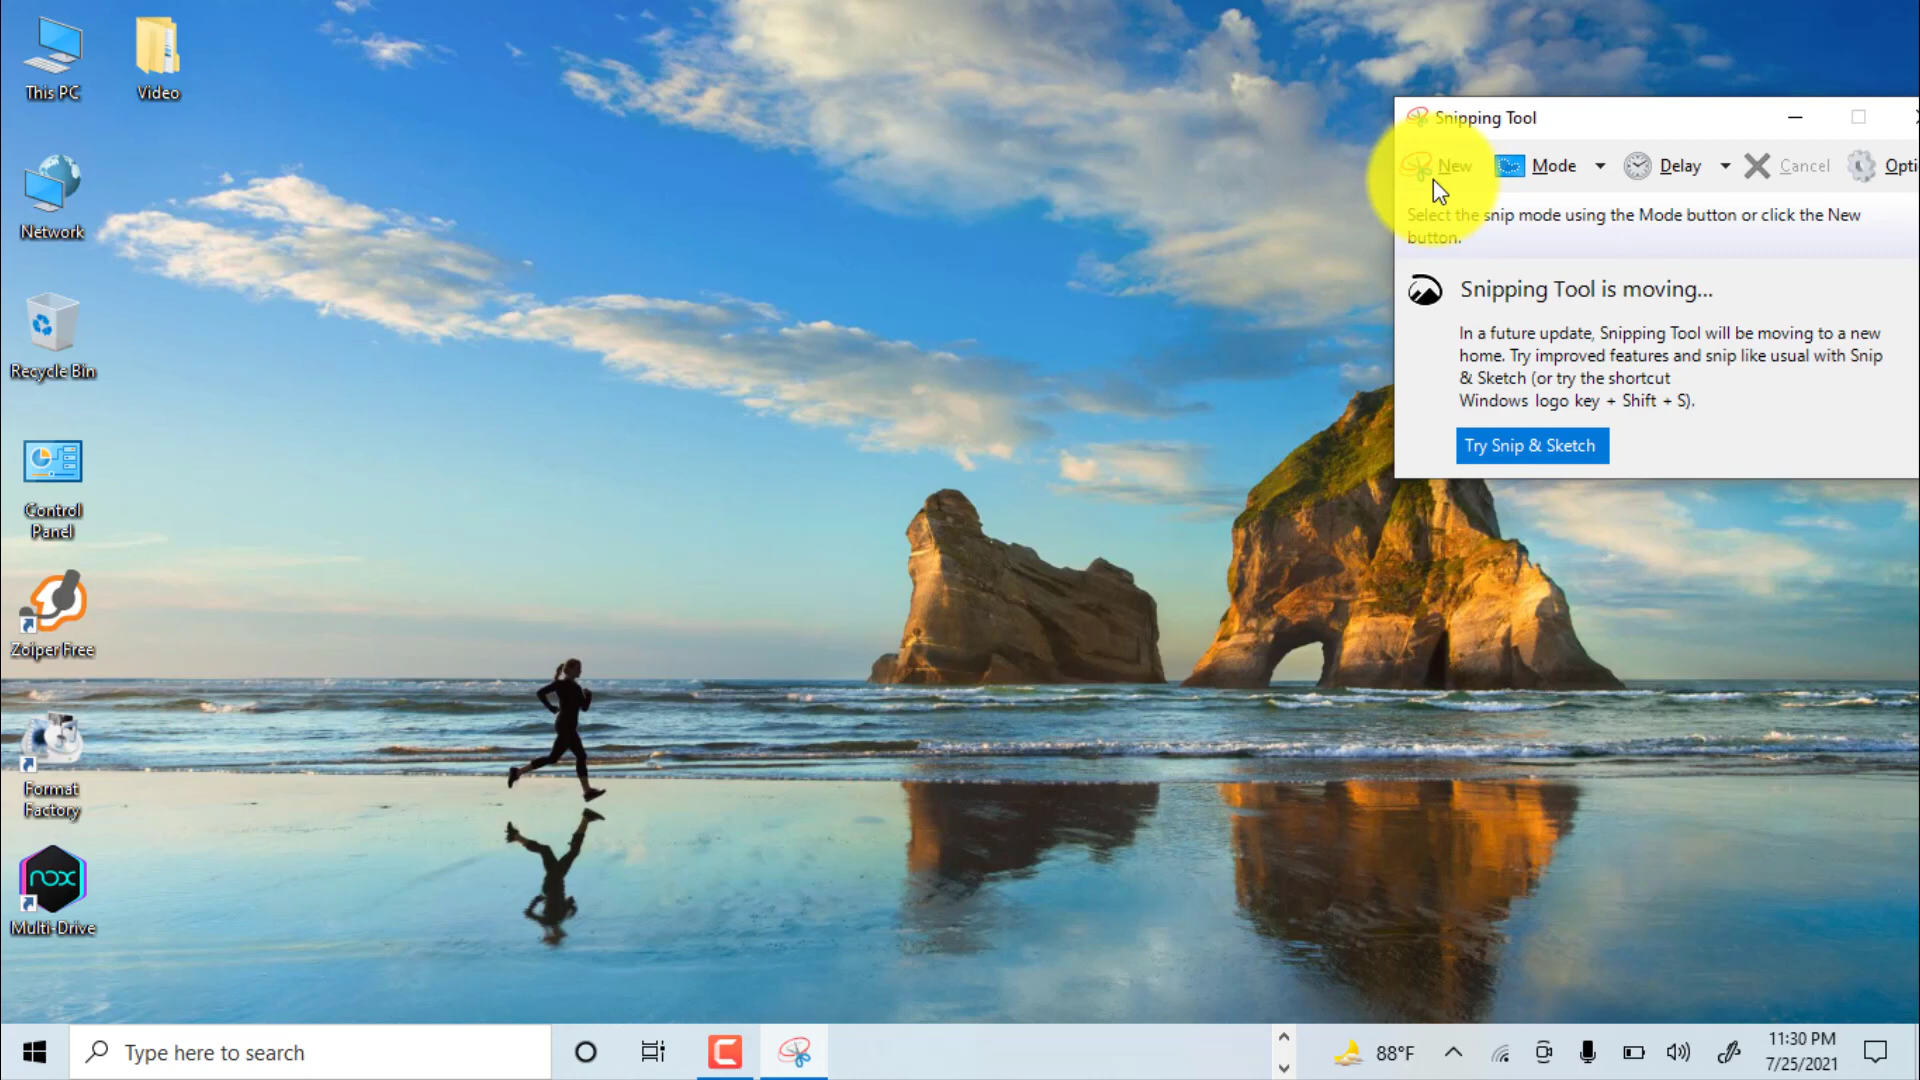 This PC
Video
Network
Recycle Bin
Control
Panel
Zoiper Free
Format
Factory
nox
Multi-Drive
Snipping Tool
New Mode Delay Cancel Opti
Select the snip mode using the Mode button or click the New
button.
Snipping Tool is moving...
In a future update, Snipping Tool will be moving to a new
home. Try improved features and snip like usual with Snip
& Sketch (or try the shortcut
Windows logo key + Shift + S).
Try Snip & Sketch
Type here to search
88°F
11:30 PM
7/25/2021